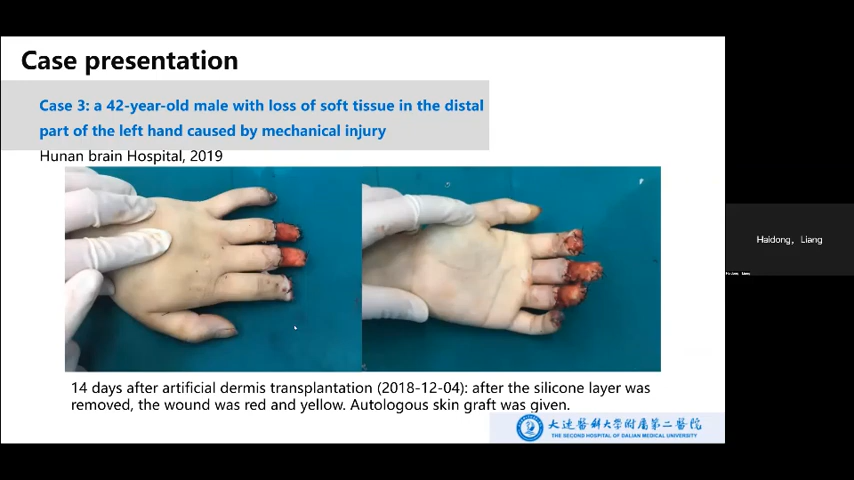 Case presentation
Case 3: a 42-year-old male with loss of soft tissue in the distal
part of the left hand caused by mechanical injury
Hunan brain Hospital, 2019
14 days after artificial dermis transplantation (2018-12-04): after the silicone layer was
removed, the wound was red and yellow. Autologous skin graft was given.
大连醫科大學附属第二醫院
THE SECOND HOSPITAL OF DALIAN MEDICAL UNIVERSITY
Haidong, Liang